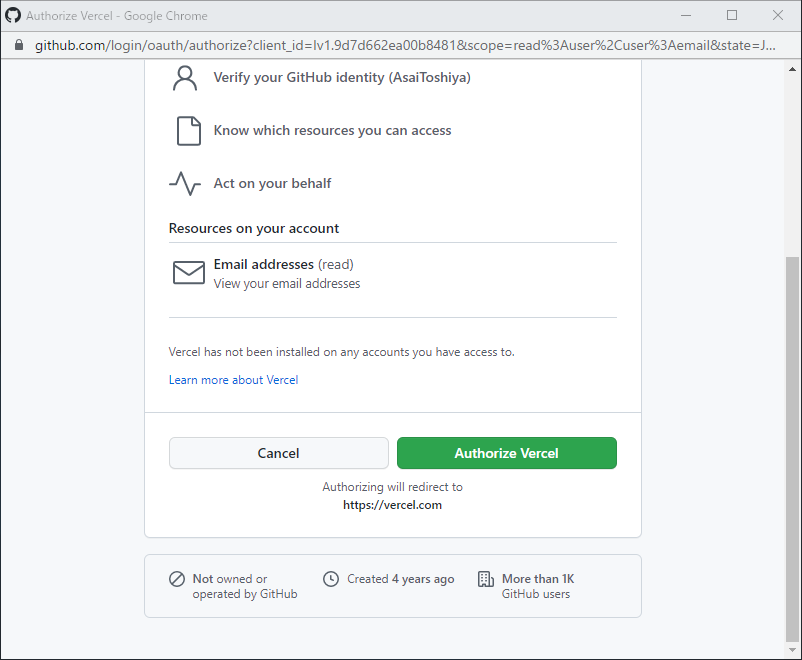 Authorize Vercel - Google Chrome
github.com/login/oauth/authorize?client_id=lv1.9d7d662ea00b8481&scope=read%3Auser%2Cuser%3Aemail&state=J...
Verify your GitHub identity (AsaiToshiya)
Know which resources you can access
Act on your behalf
Resources on your account
Email addresses (read)
View your email addresses
Vercel has not been installed on any accounts you have access to.
Learn more about Vercel
Cancel
Authorize Vercel
Authorizing will redirect to
https://vercel.com
Not owned or
operated by GitHub
Created 4 years ago
More than 1K
GitHub users